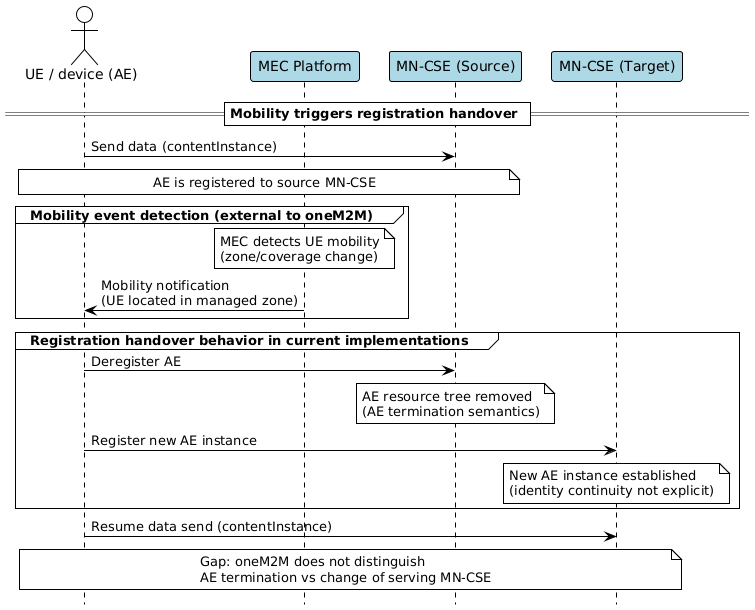 UE / device (AE)
MEC Platform
MN-CSE (Source)
MN-CSE (Target)
Mobility triggers registration handover
Send data (contentInstance)
AE is registered to source MN-CSE
Mobility event detection (external to oneM2M)
MEC detects UE mobility
(zone/coverage change)
Mobility notification
(UE located in managed zone)
Registration handover behavior in current implementations
Deregister AE
AE resource tree removed
(AE termination semantics)
Register new AE instance
New AE instance established
(identity continuity not explicit)
Resume data send (contentInstance)
Gap: oneM2M does not distinguish
AE termination vs change of serving MN-CSE